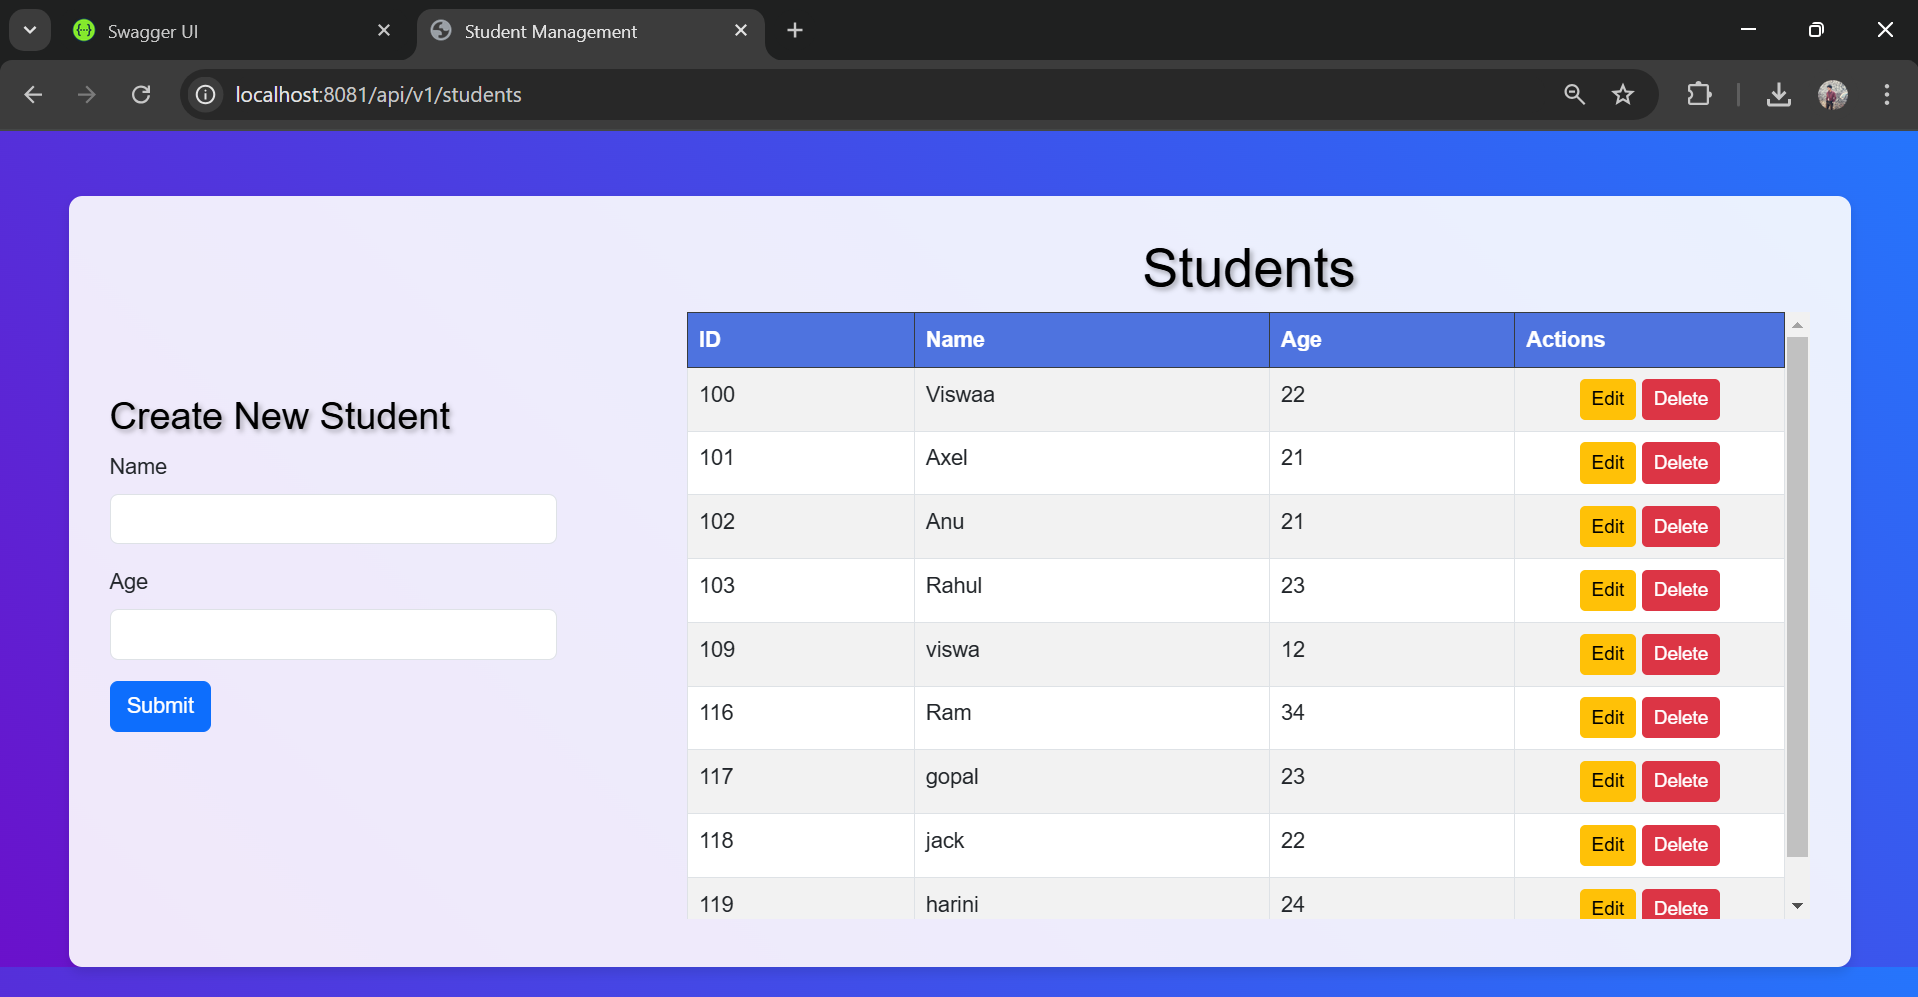 Swagger UI
Student Management
localhost:8081/api/v1/students
Students
Create New Student
Name
Age
Submit
ID Name Age Actions
100 Viswaa 22 Edit Delete
101 Axel 21 Edit Delete
102 Anu 21 Edit Delete
103 Rahul 23 Edit Delete
109 viswa 12 Edit Delete
116 Ram 34 Edit Delete
117 gopal 23 Edit Delete
118 jack 22 Edit Delete
119 harini 24 Edit Delete